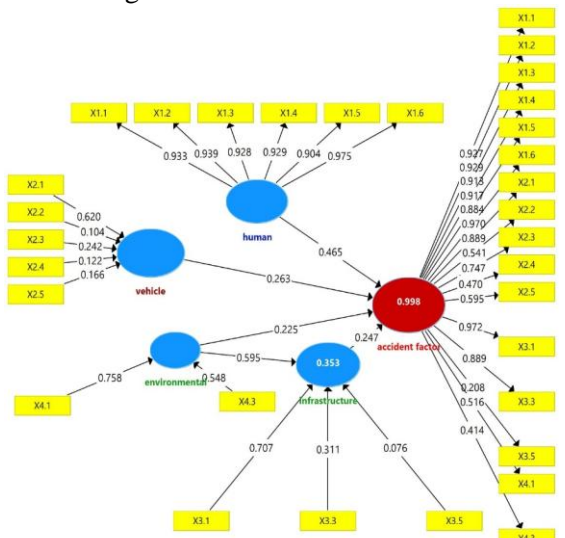 X1.1
X1.2
X1.3
X1.4
X1.5
X1.6
X2.1
X2.2
X2.3
X2.4
X2.5
X3.1
X3.3
X3.5
X4.1
0.927
0.929
0.913
0.917
0.884
0.970
0.889
0.541
0.747
0.470
0.595
0.972
0.889
0.208
0.516
0.414
X1.1 X1.2 X1.3 X1.4 X1.5 X1.6
0.933 0.939 0.928 0.929 0.904 0.975
human
0.465
X2.1
X2.2
X2.3
X2.4
X2.5
0.620
0.104
0.242
0.122
0.166
vehicle
0.263
0.998
accident factor
0.225
0.247
0.595
0.353
environmental
infrastructure
0.758
0.548
X4.1
X4.3
0.707
0.311
0.076
X3.1 X3.3 X3.5